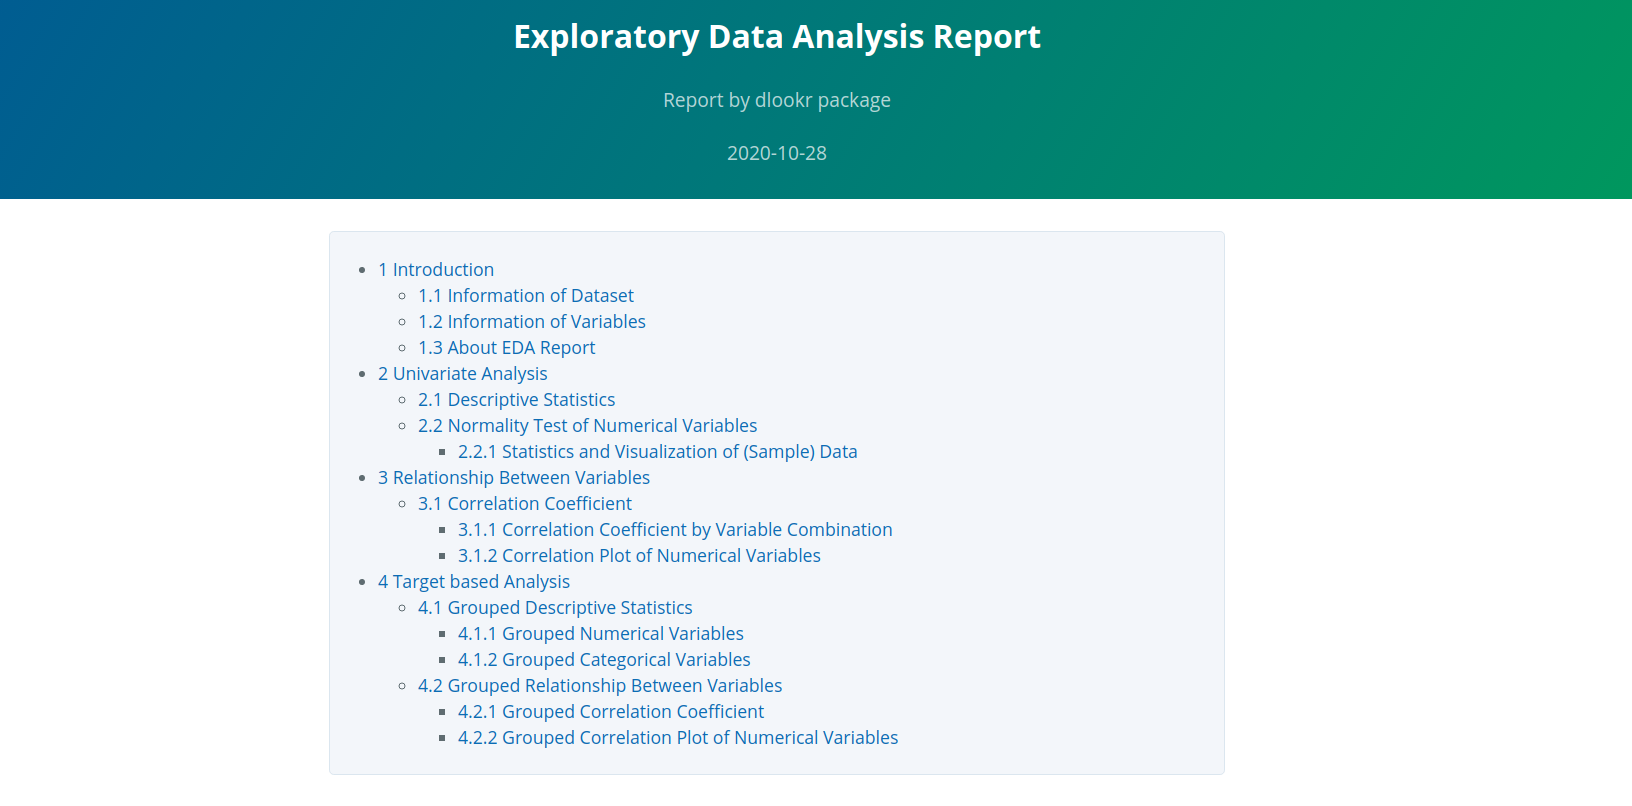 Exploratory Data Analysis Report
Report by dlookr package
2020-10-28
1 Introduction
1.1 Information of Dataset
1.2 Information of Variables
1.3 About EDA Report
2 Univariate Analysis
2.1 Descriptive Statistics
2.2 Normality Test of Numerical Variables
2.2.1 Statistics and Visualization of (Sample) Data
3 Relationship Between Variables
3.1 Correlation Coefficient
3.1.1 Correlation Coefficient by Variable Combination
3.1.2 Correlation Plot of Numerical Variables
4 Target based Analysis
4.1 Grouped Descriptive Statistics
4.1.1 Grouped Numerical Variables
4.1.2 Grouped Categorical Variables
4.2 Grouped Relationship Between Variables
4.2.1 Grouped Correlation Coefficient
4.2.2 Grouped Correlation Plot of Numerical Variables